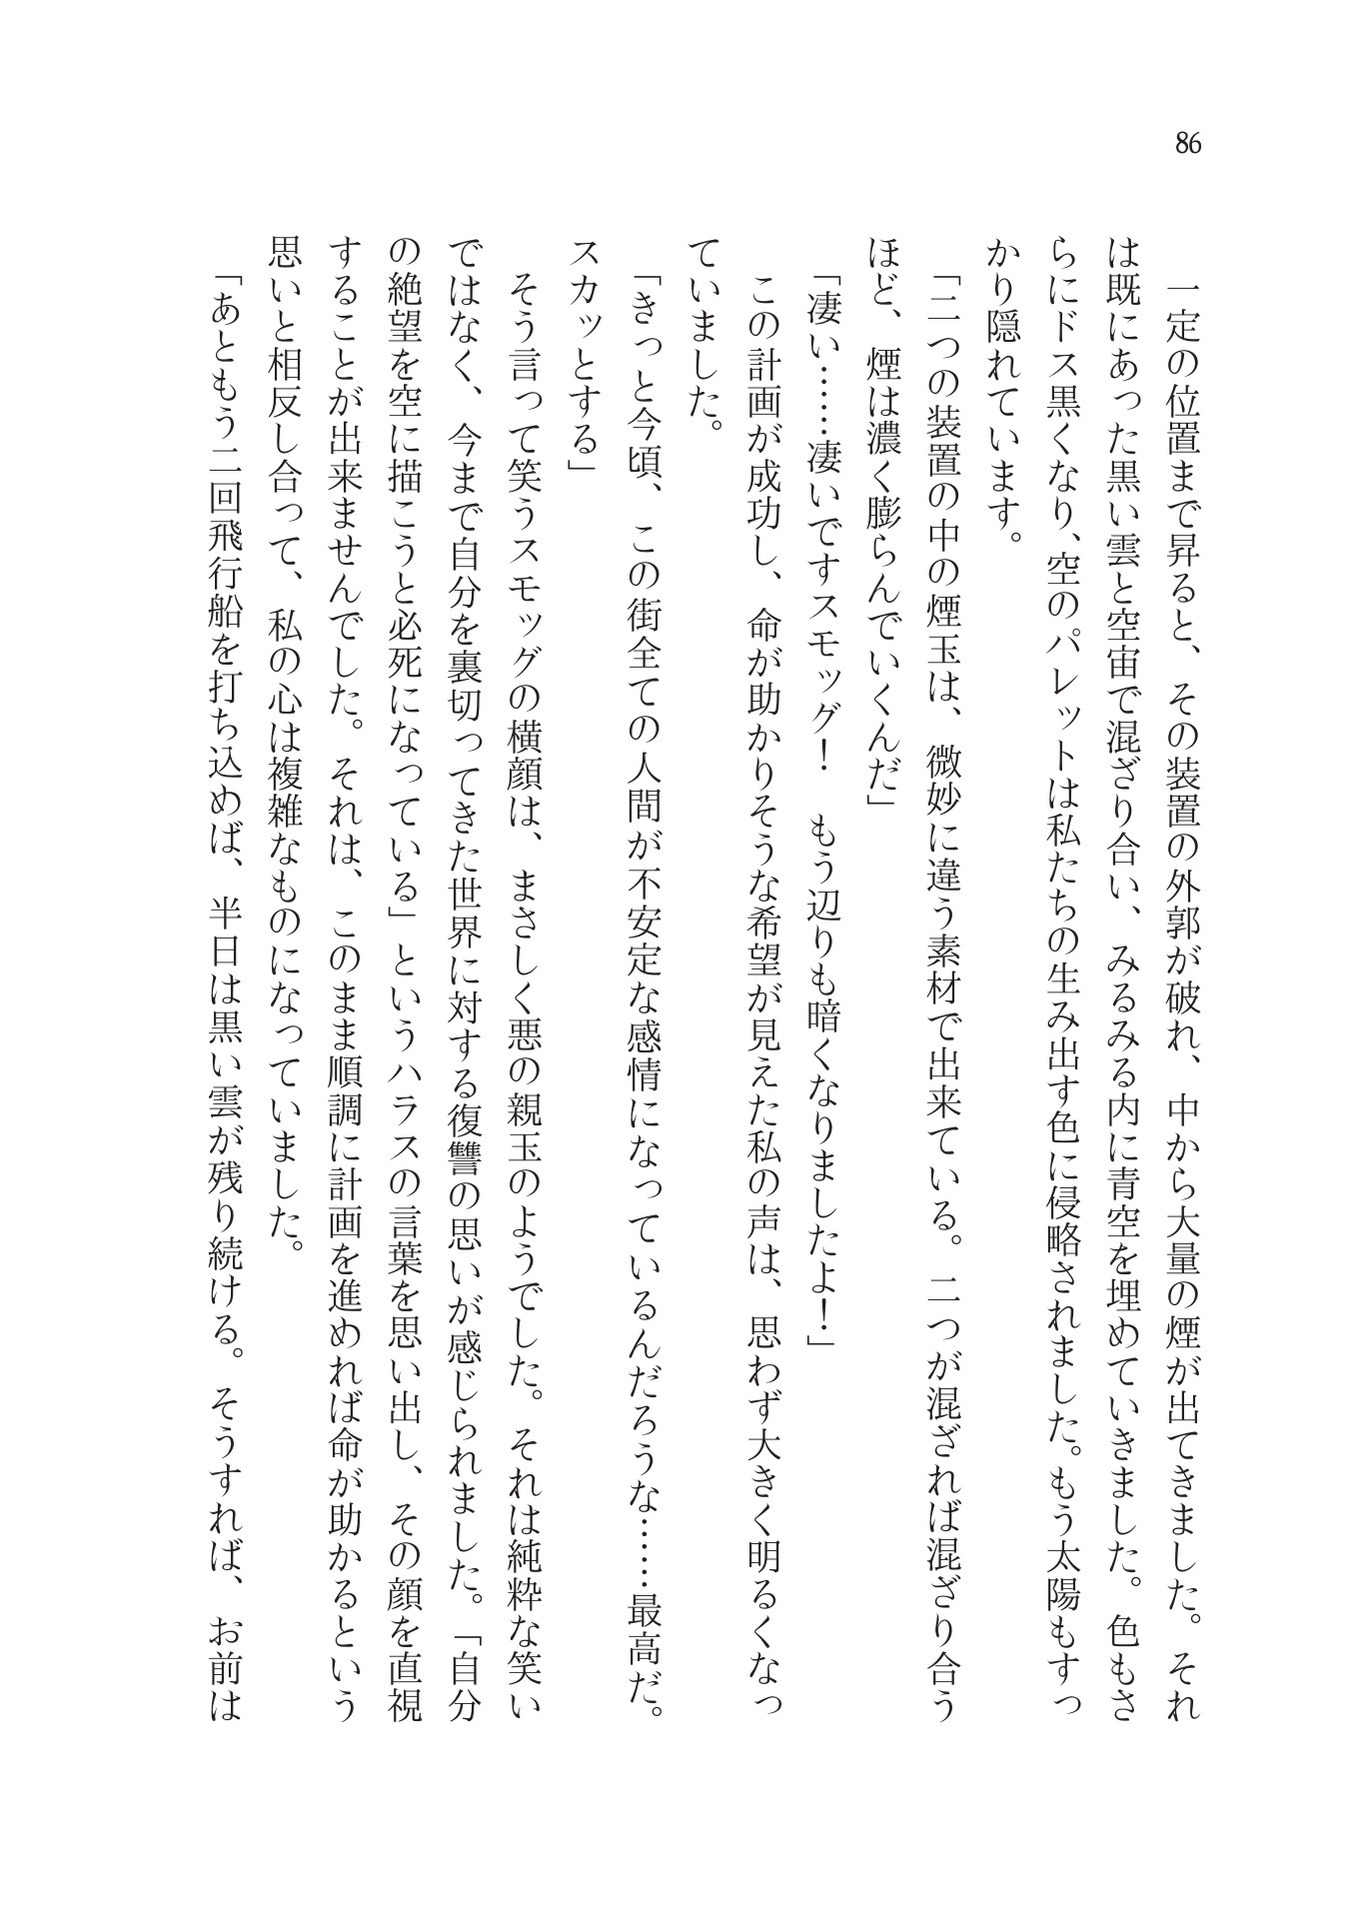 86
　一定の位置まで昇ると、その装置の外郭が破れ、中から大量の煙が出てきました。それ
は既にあった黒い雲と空宙で混ざり合い、みるみる内に青空を埋めていきました。色もさ
らにドス黒くなり、空のパレットは私たちの生み出す色に侵略されました。もう太陽もすっ
かり隠れています。
「二つの装置の中の煙玉は、微妙に違う素材で出来ている。二つが混ざれば混ざり合う
ほど、煙は濃く膨らんでいくんだ」
「凄い……凄いですスモッグ！　もう辺りも暗くなりましたよ！」
　この計画が成功し、命が助かりそうな希望が見えた私の声は、思わず大きく明るくなっ
ていました。
「きっと今頃、この街全ての人間が不安定な感情になっているんだろうな……最高だ。
スカッとする」
　そう言って笑うスモッグの横顔は、まさしく悪の親玉のようでした。それは純粋な笑い
ではなく、今まで自分を裏切ってきた世界に対する復讐の思いが感じられました。「自分
の絶望を空に描こうと必死になっている」というハラスの言葉を思い出し、その顔を直視
することが出来ませんでした。それは、このまま順調に計画を進めれば命が助かるという
思いと相反し合って、私の心は複雑なものになっていました。
「あともう二回飛行船を打ち込めば、半日は黒い雲が残り続ける。そうすれば、お前は